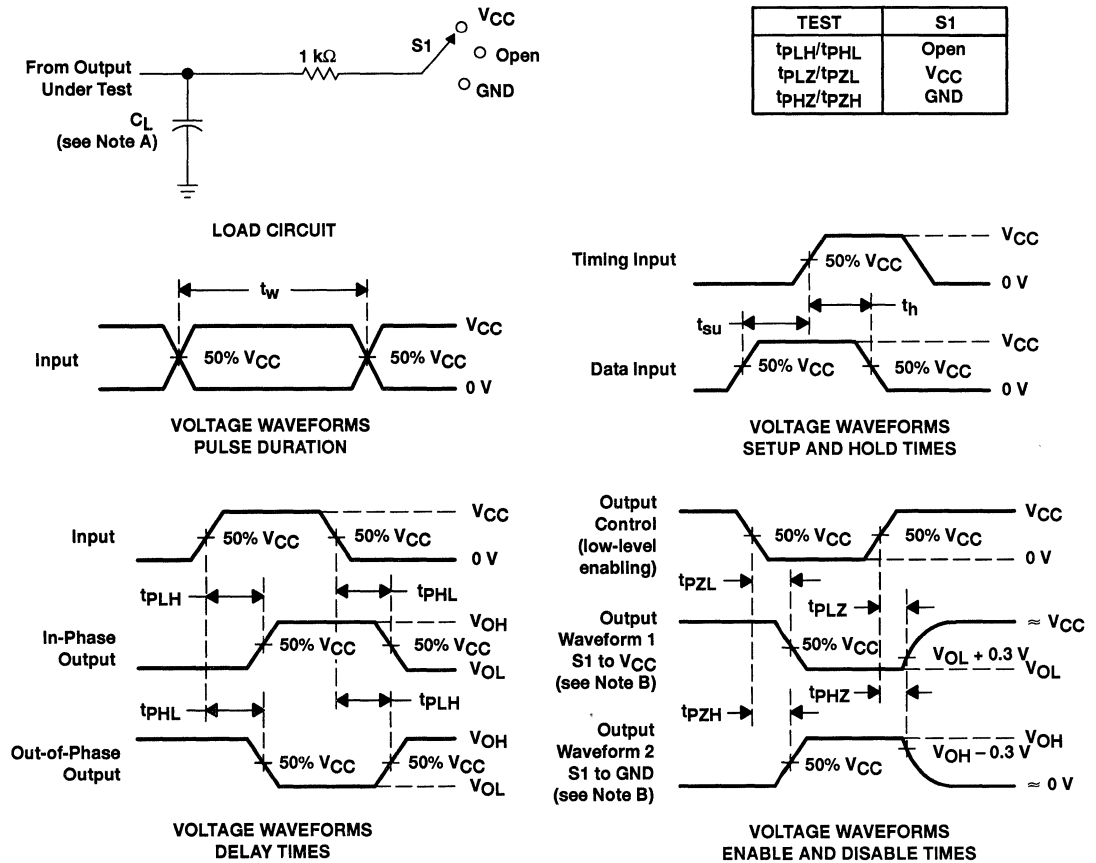 VCC
S1
Open
1 kΩ
From Output
Under Test
GND
CL
(see Note A)
LOAD CIRCUIT
TEST S1
tPLH/tPHL Open
tPLZ/tPZL VCC
tPHZ/tPZH GND
tw
Input
VCC
50% VCC
50% VCC
0 V
VOLTAGE WAVEFORMS
PULSE DURATION
Timing Input
VCC
50% VCC
0 V
th
tsu
Data Input
VCC
50% VCC
50% VCC
0 V
VOLTAGE WAVEFORMS
SETUP AND HOLD TIMES
Input
VCC
50% VCC
50% VCC
0 V
tPLH
tPHL
In-Phase
Output
VOH
50% VCC
50% VCC
VOL
tPHL
tPLH
Out-of-Phase
Output
VOH
50% VCC
50% VCC
VOL
VOLTAGE WAVEFORMS
DELAY TIMES
Output
Control
(low-level
enabling)
VCC
50% VCC
50% VCC
0 V
tPZL
tPLZ
Output
Waveform 1
S1 to VCC
(see Note B)
≈ VCC
50% VCC
VOL + 0.3 V
VOL
tPHZ
tPZH
Output
Waveform 2
S1 to GND
(see Note B)
VOH
VOH − 0.3 V
50% VCC
≈ 0 V
VOLTAGE WAVEFORMS
ENABLE AND DISABLE TIMES